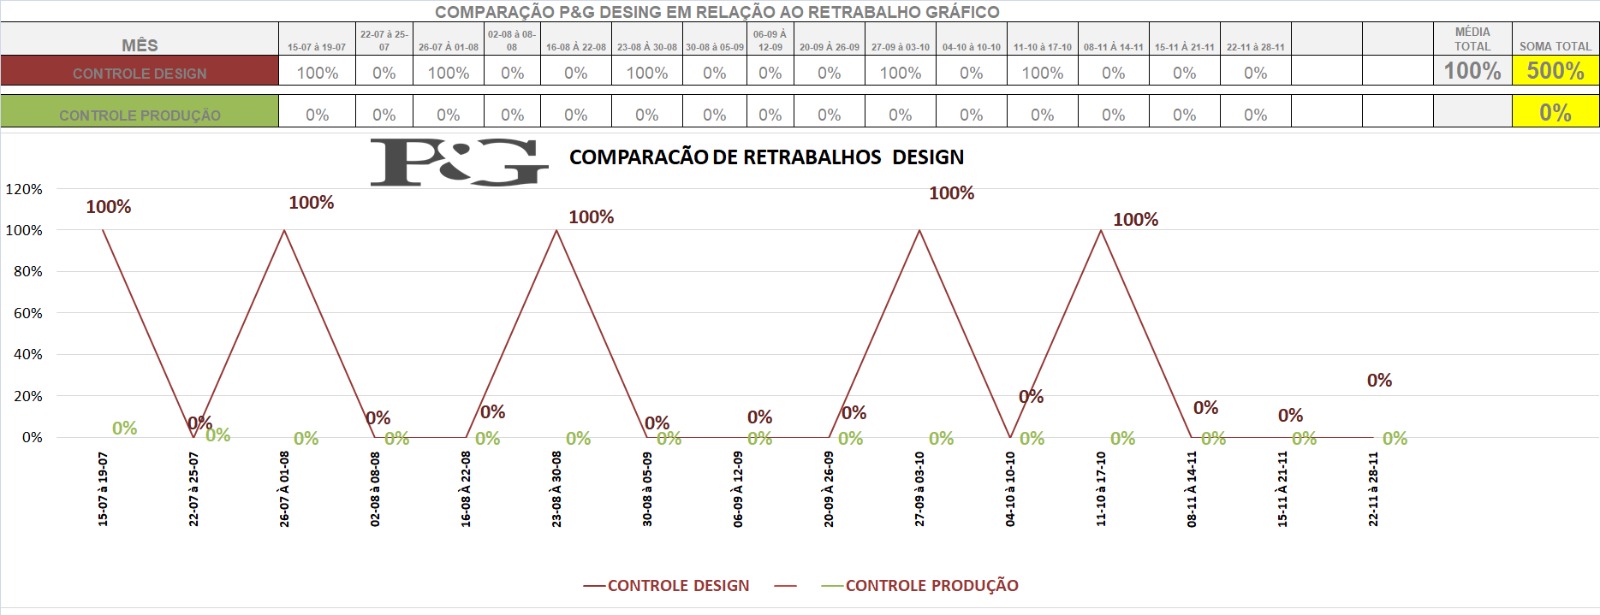 COMPARAÇÃO P&G DESING EM RELAÇÃO AO RETRABALHO GRÁFICO
MÊS 15-07 à 19-07 22-07 à 25-07 26-07 À 01-08 02-08 à 08-08 16-08 À 22-08 23-08 À 30-08 30-08 à 05-09 06-09 À 12-09 20-09 À 26-09 27-09 à 03-10 04-10 à 10-10 11-10 à 17-10 08-11 À 14-11 15-11 À 21-11 22-11 à 28-11 MÉDIA TOTAL SOMA TOTAL
CONTROLE DESIGN 100% 0% 100% 0% 0% 100% 0% 0% 0% 100% 0% 100% 0% 0% 0% 100% 500%
CONTROLE PRODUÇÃO 0% 0% 0% 0% 0% 0% 0% 0% 0% 0% 0% 0% 0% 0% 0% 0%
P&G COMPARACÃO DE RETRABALHOS DESIGN
120%
100%
80%
60%
40%
20%
0%
100% 0% 100% 0% 0% 100% 0% 0% 0% 100% 0% 100% 0% 0% 0%
0% 0% 0% 0% 0% 0% 0% 0% 0% 0% 0% 0% 0% 0% 0%
15-07 à 19-07
22-07 à 25-07
26-07 À 01-08
02-08 à 08-08
16-08 À 22-08
23-08 À 30-08
30-08 à 05-09
06-09 À 12-09
20-09 À 26-09
27-09 à 03-10
04-10 à 10-10
11-10 à 17-10
08-11 À 14-11
15-11 À 21-11
22-11 à 28-11
CONTROLE DESIGN CONTROLE PRODUÇÃO